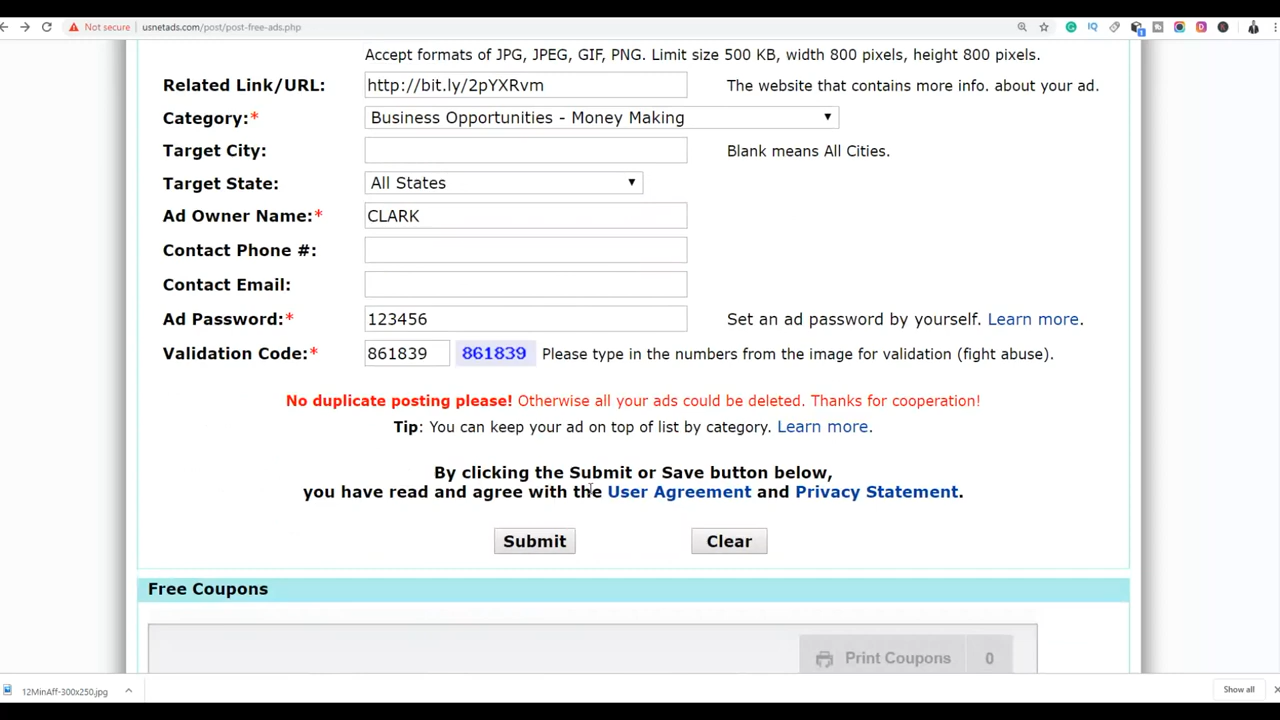 Not secure usnetads.com/post/post-free-ads.php
Accept formats of JPG, JPEG, GIF, PNG. Limit size 500 KB, width 800 pixels, height 800 pixels.
Related Link/URL: http://bit.ly/2pYXRvm The website that contains more info. about your ad.
Category:* Business Opportunities - Money Making
Target City: Blank means All Cities.
Target State: All States
Ad Owner Name:* CLARK
Contact Phone #:
Contact Email:
Ad Password:* 123456 Set an ad password by yourself. Learn more.
Validation Code:* 861839 861839 Please type in the numbers from the image for validation (fight abuse).
No duplicate posting please! Otherwise all your ads could be deleted. Thanks for cooperation!
Tip: You can keep your ad on top of list by category. Learn more.
By clicking the Submit or Save button below,
you have read and agree with the User Agreement and Privacy Statement.
Submit Clear
Free Coupons
Print Coupons 0
12MinAff-300x250.jpg Show all